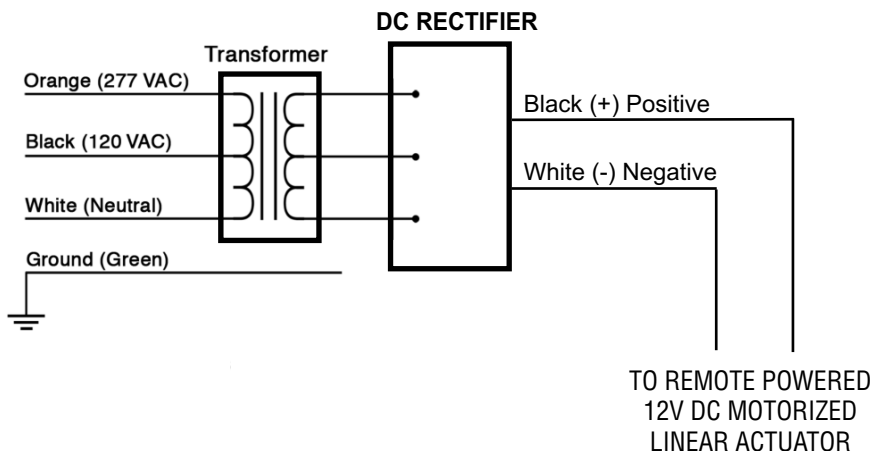 DC RECTIFIER
Transformer
Orange (277 VAC)
Black (120 VAC)
White (Neutral)
Ground (Green)
Black (+) Positive
White (-) Negative
TO REMOTE POWERED
12V DC MOTORIZED
LINEAR ACTUATOR